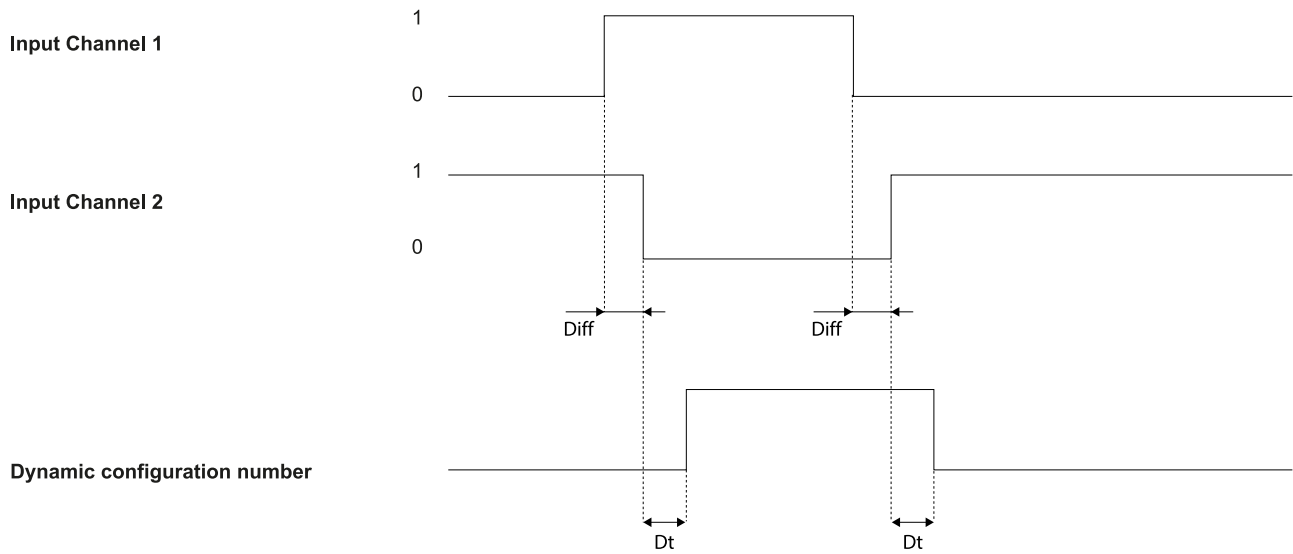 1
Input Channel 1
0
1
Input Channel 2
0
Diff Diff
Dynamic configuration number
Dt Dt